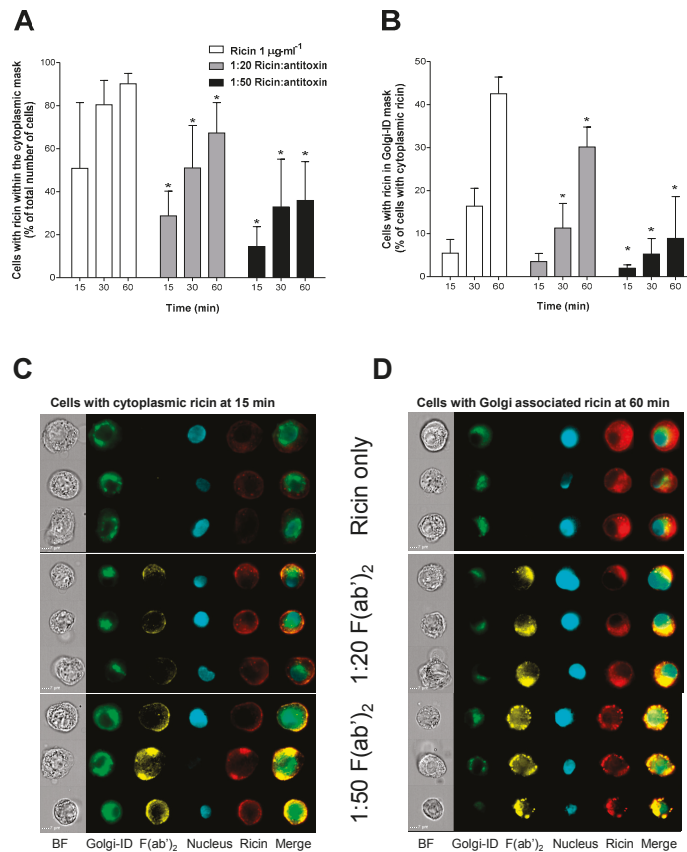 A
Ricin 1 µg-ml-1
1:20 Ricin:antitoxin
1:50 Ricin:antitoxin
Cells with ricin within the cytoplasmic mask
(% of total number of cells)
100
80
60
40
20
0
* * * * * *
15 30 60 15 30 60 15 30 60
Time (min)
B
Cells with ricin in Golgi-ID mask
(% of cells with cytoplasmic ricin)
50
40
30
20
10
0
* * * * *
15 30 60 15 30 60 15 30 60
Time (min)
C
Cells with cytoplasmic ricin at 15 min
BF Golgi-ID F(ab')2 Nucleus Ricin Merge
Ricin only
1:20 F(ab')2
1:50 F(ab')2
D
Cells with Golgi associated ricin at 60 min
BF Golgi-ID F(ab')2 Nucleus Ricin Merge